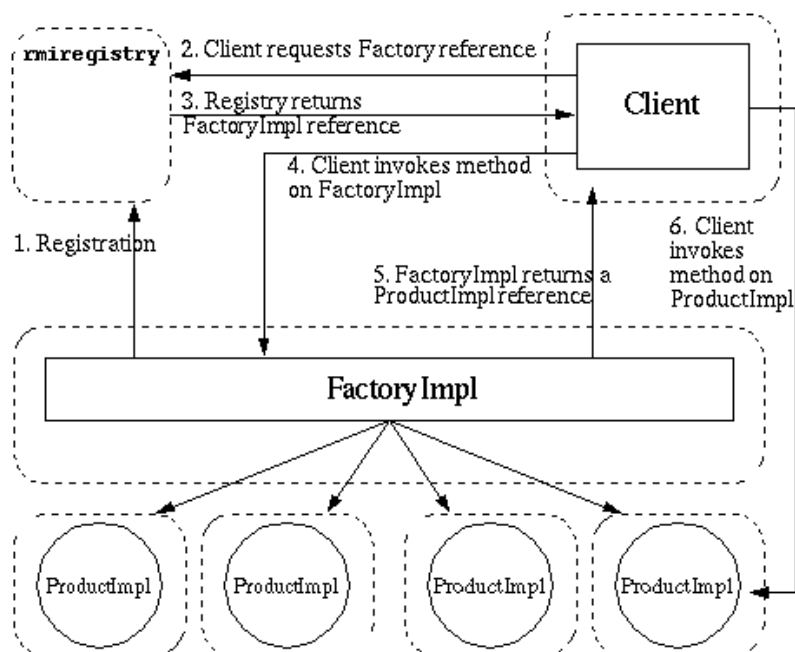 rmiregistry
2. Client requests Factory reference
3. Registry returns
FactoryImpl reference
Client
4. Client invokes method
on FactoryImpl
1. Registration
6. Client
invokes
method on
ProductImpl
5. FactoryImpl returns a
ProductImpl reference
FactoryImpl
ProductImpl
ProductImpl
ProductImpl
ProductImpl